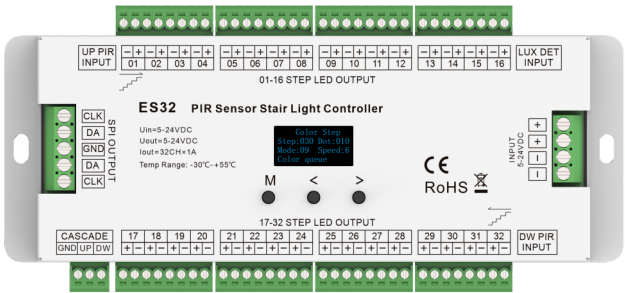 UP PIR INPUT
- + - + - + - +
01 02 03 04
- + - + - + - +
05 06 07 08
- + - + - + - +
09 10 11 12
- + - + - + - +
13 14 15 16
LUX DET INPUT
01-16 STEP LED OUTPUT
ES32 PIR Sensor Stair Light Controller
Uin=5-24VDC
Uout=5-24VDC
Iout=32CH×1A
Temp Range: -30℃-+55℃
Color Step
Step:030 Dot:010
Mode:09 Speed:6
Color queue
M < >
CLK
DA
GND
DA
CLK
SPI OUTPUT
INPUT
5-24VDC
+
+
-
-
CE
RoHS
17-32 STEP LED OUTPUT
CASCADE
GND UP DW
17 18 19 20
+ - + - + - + -
21 22 23 24
+ - + - + - + -
25 26 27 28
+ - + - + - + -
29 30 31 32
+ - + - + - + -
DW PIR
INPUT